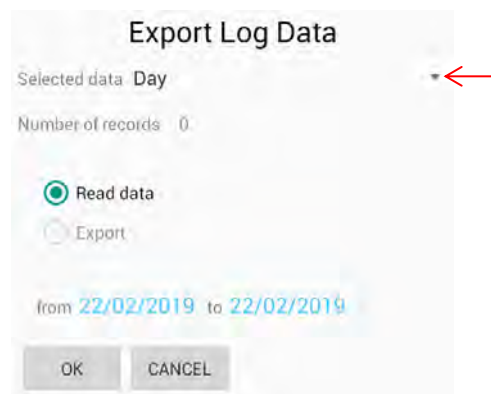 Export Log Data
Selected data Day
Number of records 0
Read data
Export
from 22/02/2019 to 22/02/2019
OK CANCEL